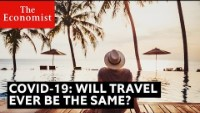 The
Economist
COVID-19: WILL TRAVEL
EVER BE THE SAME?